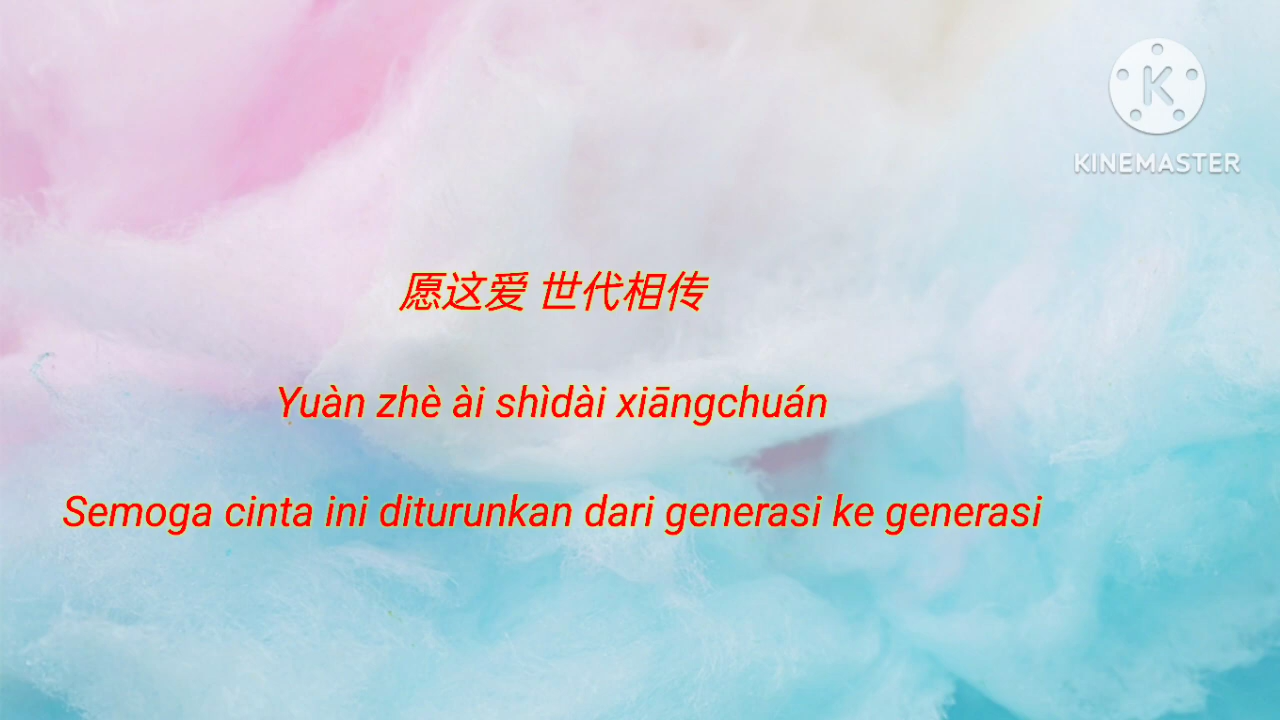 KINEMASTER
愿这爱 世代相传
Yuàn zhè ài shìdài xiāngchuán
Semoga cinta ini diturunkan dari generasi ke generasi